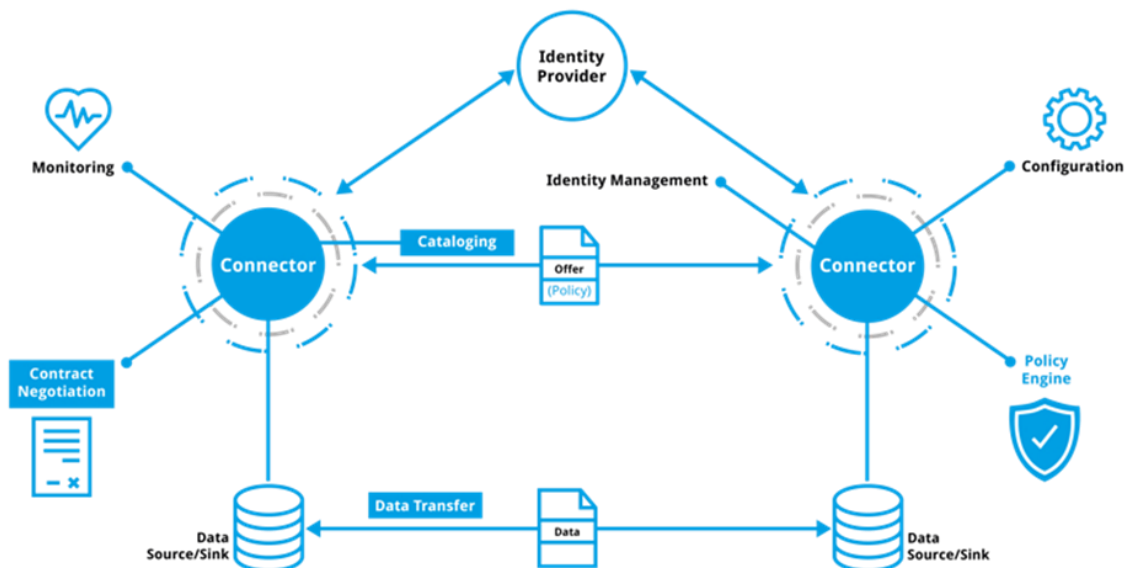 Identity
Provider
Monitoring
Configuration
Identity Management
Cataloging
Connector
Offer
(Policy)
Connector
Contract
Negotiation
Policy
Engine
Data Transfer
Data
Data
Source/Sink
Data
Source/Sink